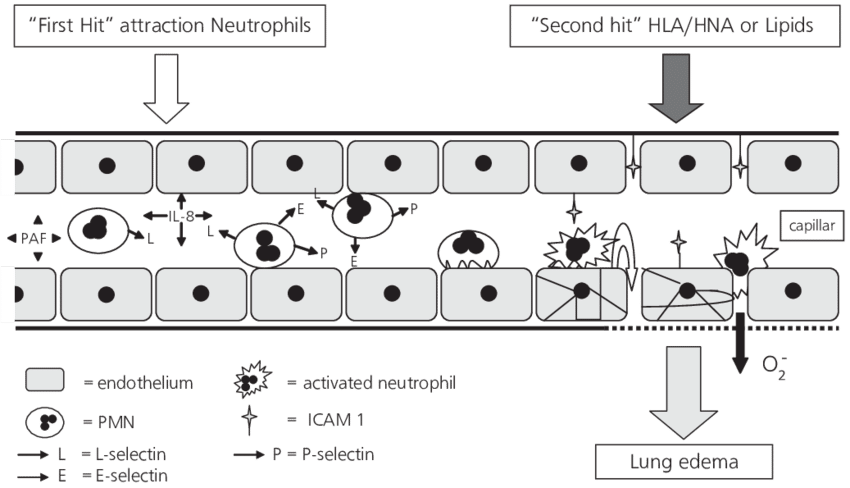 “First Hit” attraction Neutrophils
“Second hit” HLA/HNA or Lipids
PAF
L
IL-8
L
E
P
L
P
E
capillar
O₂⁻
= endothelium
= activated neutrophil
= PMN
= ICAM 1
L = L-selectin
P = P-selectin
E = E-selectin
Lung edema